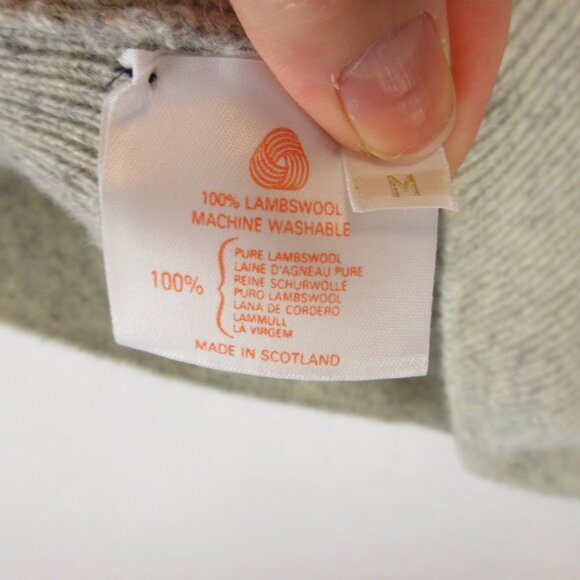 M
100% LAMBSWOOL
MACHINE WASHABLE
100%
PURE LAMBSWOOL
LAINE D'AGNEAU PURE
REINE SCHURWOLLE
PURO LAMBSWOOL
LANA DE CORDERO
LAMMULL
LÀ VIRGEM
MADE IN SCOTLAND